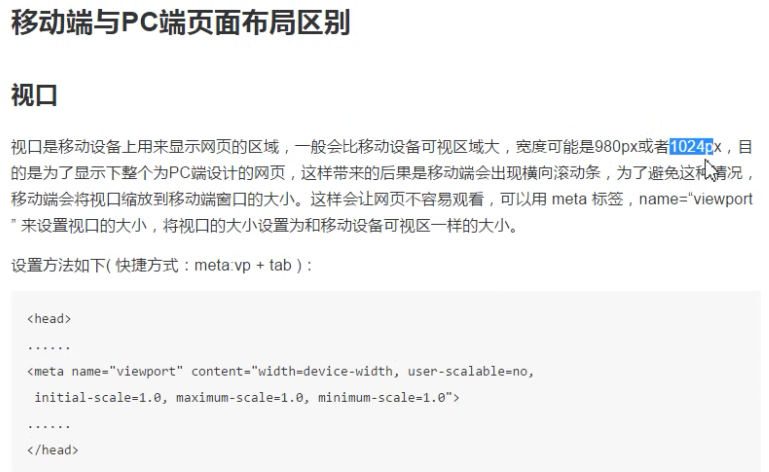 移动端与PC端页面布局区别
视口
视口是移动设备上用来显示网页的区域，一般会比移动设备可视区域大，宽度可能是980px或者1024px，目
的是为了显示下整个为PC端设计的网页，这样带来的后果是移动端会出现横向滚动条，为了避免这种情况，
移动端会将视口缩放到移动端窗口的大小。这样会让网页不容易观看，可以用 meta 标签，name=“viewport
” 来设置视口的大小，将视口的大小设置为和移动设备可视区一样的大小。
设置方法如下( 快捷方式：meta:vp + tab )：
<head>
......
<meta name="viewport" content="width=device-width, user-scalable=no,
initial-scale=1.0, maximum-scale=1.0, minimum-scale=1.0">
......
</head>